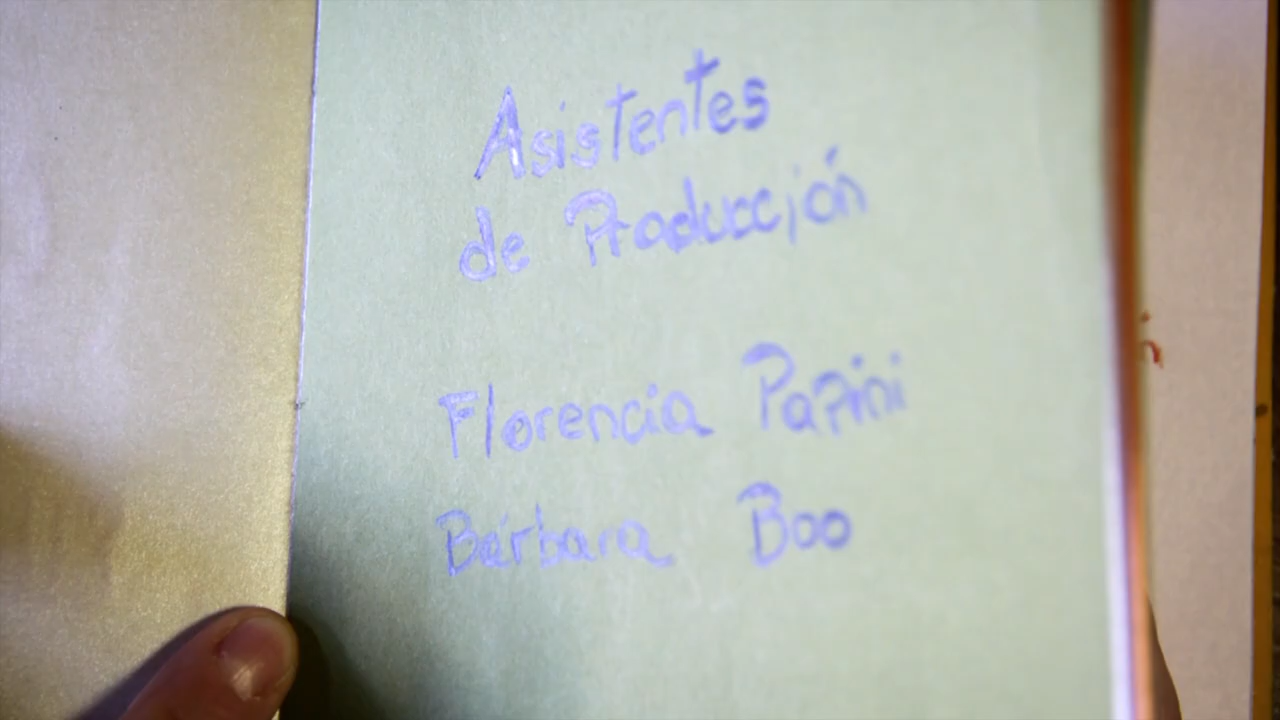 Asistentes
de Producción
Florencia Papini
Bárbara Boo